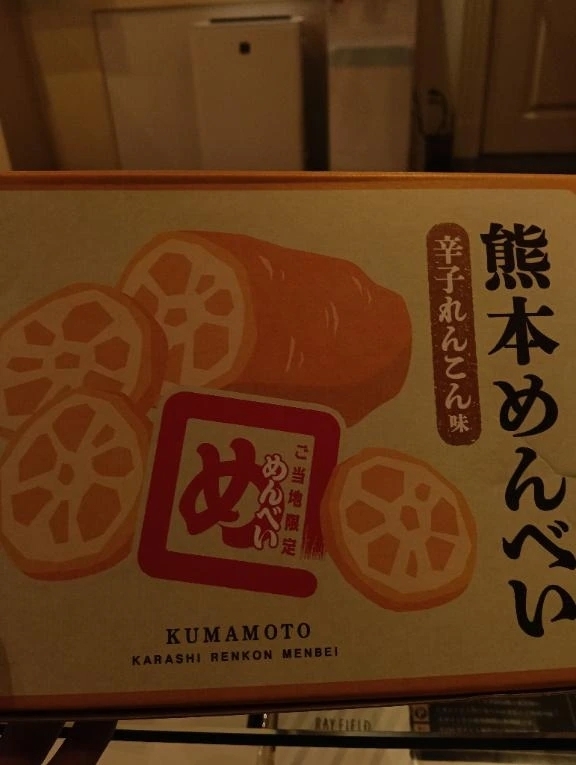 熊本めんべい
辛子れんこん味
ご当地限定
めんべい
め
KUMAMOTO
KARASHI RENKON MENBEI
RAYFIELD